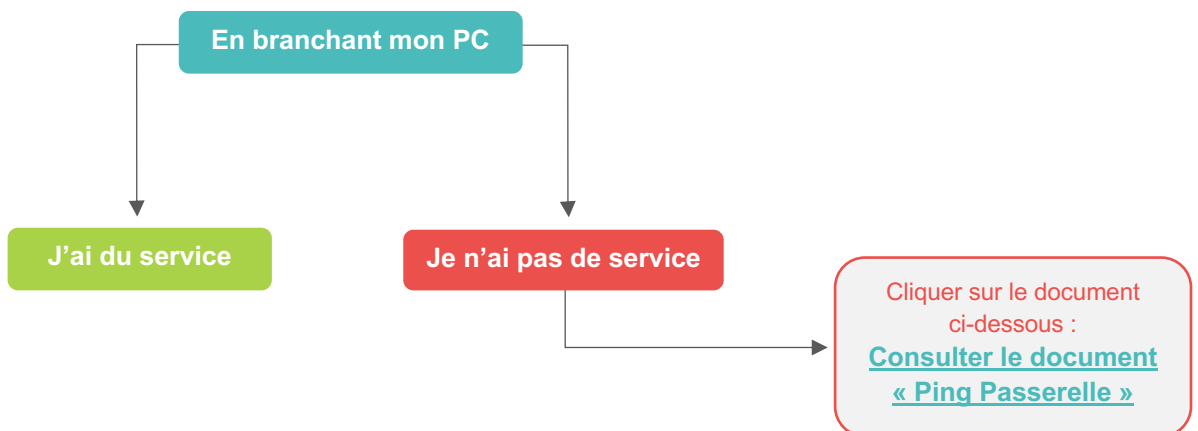 En branchant mon PC
J’ai du service
Je n’ai pas de service
Cliquer sur le document
ci-dessous :
Consulter le document
« Ping Passerelle »